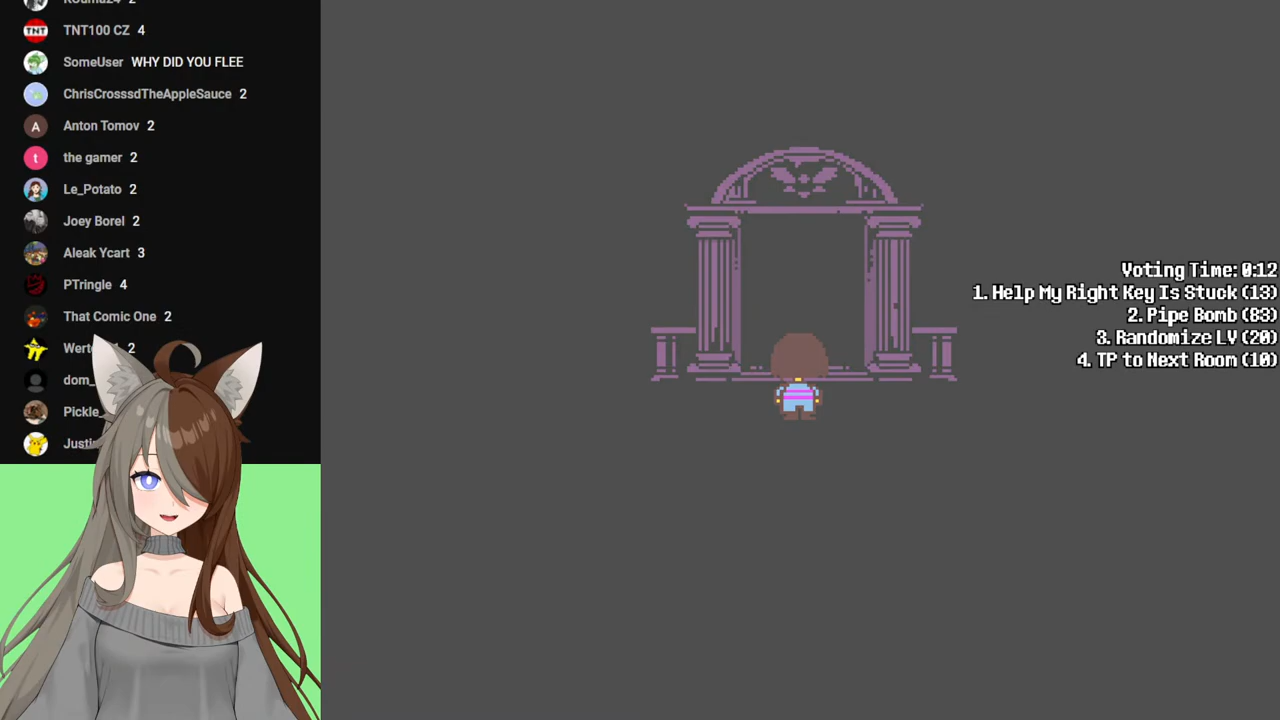 TNT100 CZ 4
SomeUser WHY DID YOU FLEE
ChrisCrosssdTheAppleSauce 2
A Anton Tomov 2
t the gamer 2
Le_Potato 2
Joey Borel 2
Aleak Ycart 3
PTringle 4
That Comic One 2
2
dom_
Pickle_
TNT
Voting Time: 0:12
1. Help My Right Key Is Stuck (13)
2. Pipe Bomb (83)
3. Randomize LV (20)
4. TP to Next Room (10)